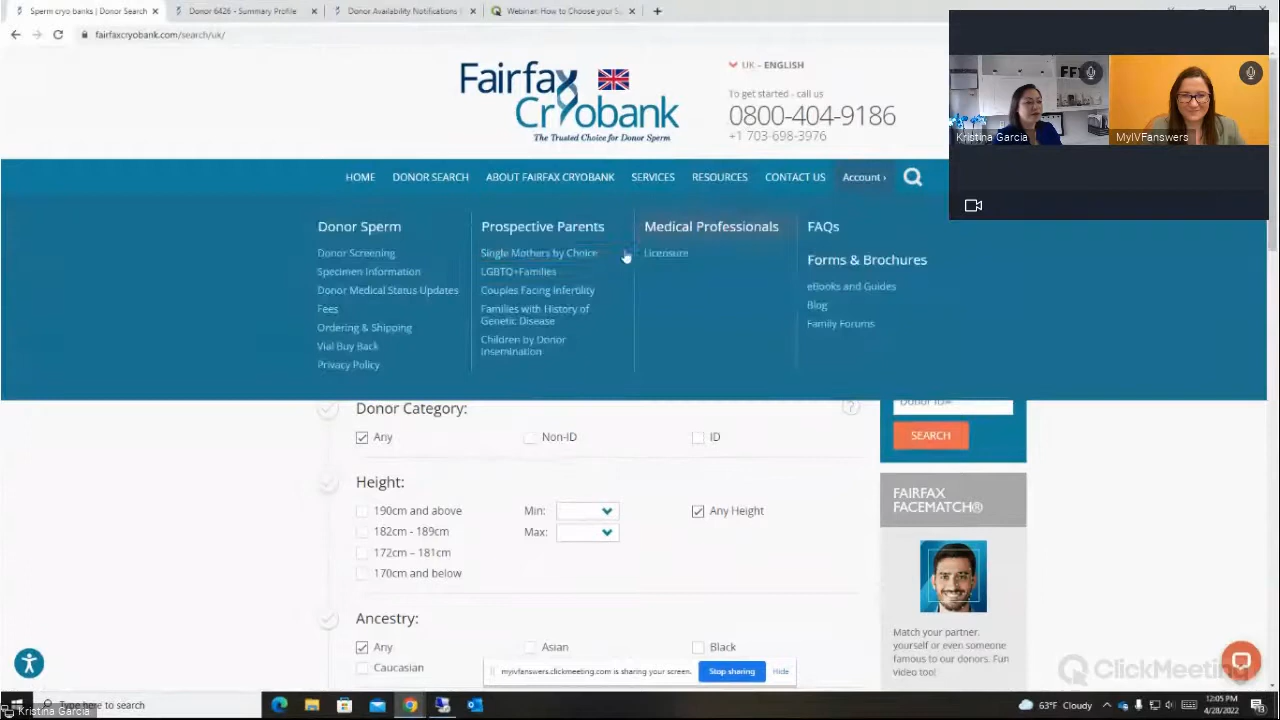 Sperm cryo banks | Donor Search
Donor 6426 - Summary Profile
Donor Availability Notifications
Webinar: How to Choose your S
fairfaxcryobank.com/search/uk/
Fairfax
Cryobank
The Trusted Choice for Donor Sperm
UK - ENGLISH
To get started - call us
0800-404-9186
+1 703-698-3976
FF
Kristina Garcia
MyIVFanswers
HOME DONOR SEARCH ABOUT FAIRFAX CRYOBANK SERVICES RESOURCES CONTACT US Account ›
Donor Sperm
Donor Screening
Specimen Information
Donor Medical Status Updates
Fees
Ordering & Shipping
Vial Buy Back
Privacy Policy
Prospective Parents
Single Mothers by Choice
LGBTQ+Families
Couples Facing Infertility
Families with History of
Genetic Disease
Children by Donor
Insemination
Medical Professionals
Licensure
FAQs
Forms & Brochures
eBooks and Guides
Blog
Family Forums
Donor Category:
?
Any Non-ID ID
Height:
190cm and above
182cm - 189cm
172cm – 181cm
170cm and below
Min:
Max:
Any Height
Ancestry:
Any Asian Black
Caucasian
Donor ID#
SEARCH
FAIRFAX
FACEMATCH®
Match your partner,
yourself or even someone
famous to our donors. Fun
video too!
myivfanswers.clickmeeting.com is sharing your screen.
Stop sharing
Hide
ClickMeeting
Type here to search
Kristina Garcia
63°F Cloudy
12:05 PM
4/28/2022